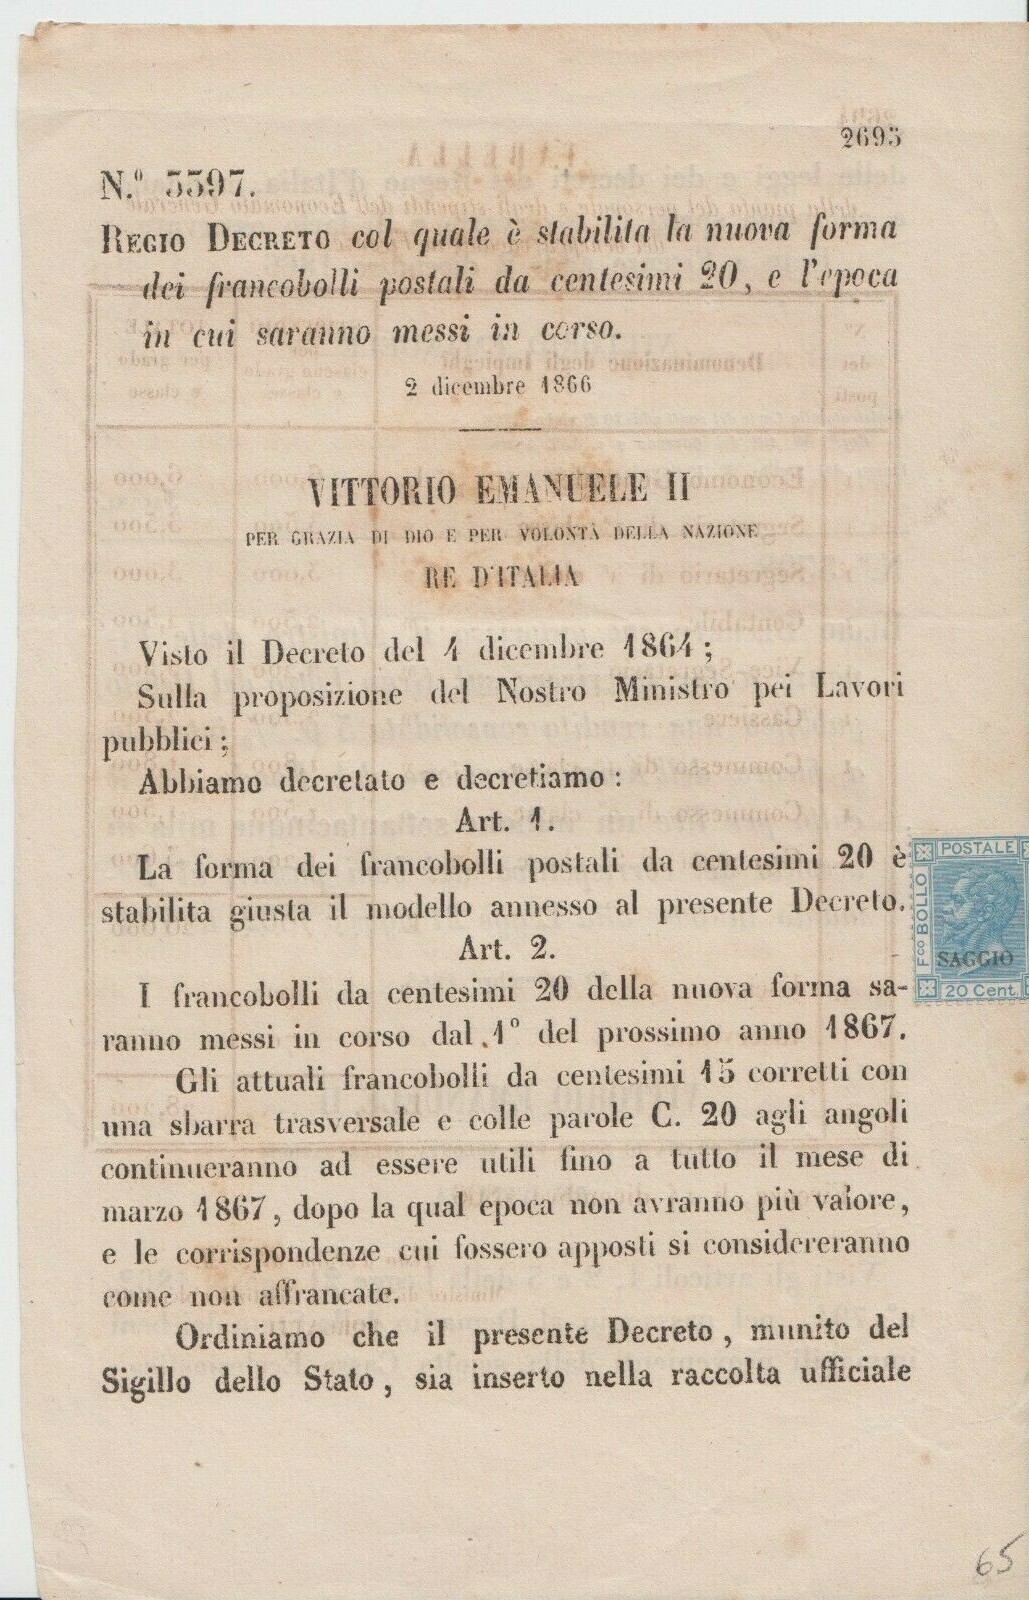 2695
N.º 3397.
REGIO DECRETO col quale è stabilita la nuova forma
dei francobolli postali da centesimi 20, e l'epoca
in cui saranno messi in corso.
2 dicembre 1866
VITTORIO EMANUELE II
PER GRAZIA DI DIO E PER VOLONTÀ DELLA NAZIONE
RE D'ITALIA
Visto il Decreto del 4 dicembre 1864 ;
Sulla proposizione del Nostro Ministro pei Lavori
pubblici ;
Abbiamo decretato e decretiamo :
Art. 1.
La forma dei francobolli postali da centesimi 20 è
stabilita giusta il modello annesso al presente Decreto.
Art. 2.
I francobolli da centesimi 20 della nuova forma sa-
ranno messi in corso dal 1º del prossimo anno 1867.
Gli attuali francobolli da centesimi 15 corretti con
una sbarra trasversale e colle parole C. 20 agli angoli
continueranno ad essere utili fino a tutto il mese di
marzo 1867, dopo la qual epoca non avranno più valore,
e le corrispondenze cui fossero apposti si considereranno
come non affrancate.
Ordiniamo che il presente Decreto, munito del
Sigillo dello Stato, sia inserto nella raccolta ufficiale
POSTALE
Fco BOLLO
SAGGIO
20 Cent.
65